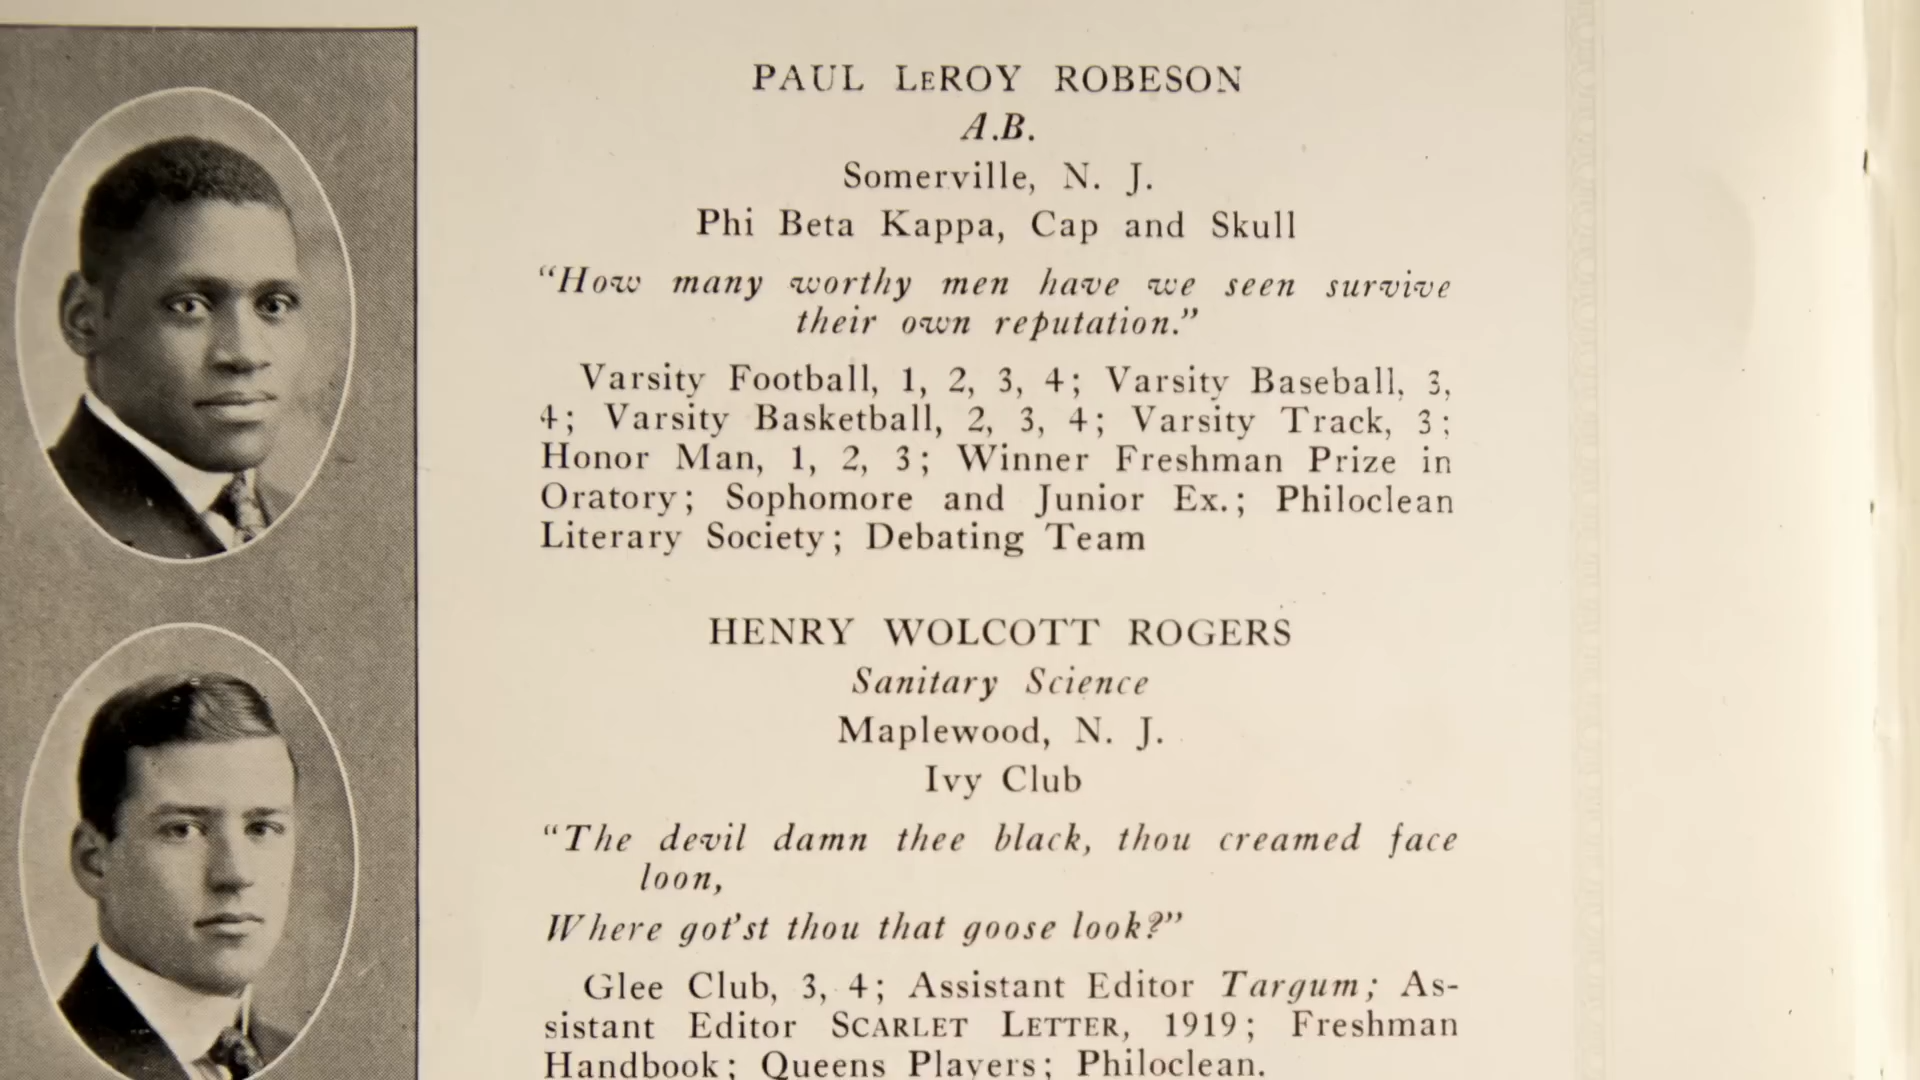 PAUL LEROY ROBESON
A.B.
Somerville, N. J.
Phi Beta Kappa, Cap and Skull
“How many worthy men have we seen survive
their own reputation.”
Varsity Football, 1, 2, 3, 4; Varsity Baseball, 3,
4; Varsity Basketball, 2, 3, 4; Varsity Track, 3;
Honor Man, 1, 2, 3; Winner Freshman Prize in
Oratory; Sophomore and Junior Ex.; Philoclean
Literary Society; Debating Team
HENRY WOLCOTT ROGERS
Sanitary Science
Maplewood, N. J.
Ivy Club
“The devil damn thee black, thou creamed face
loon,
Where got'st thou that goose look?”
Glee Club, 3, 4; Assistant Editor Targum; As-
sistant Editor SCARLET LETTER, 1919; Freshman
Handbook; Queens Players; Philoclean.